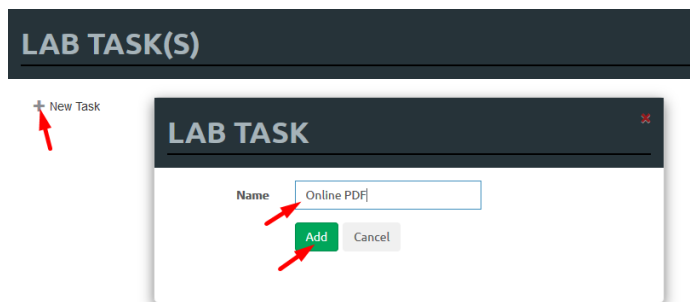 LAB TASK(S)
New Task
LAB TASK
Name Online PDF
Add Cancel